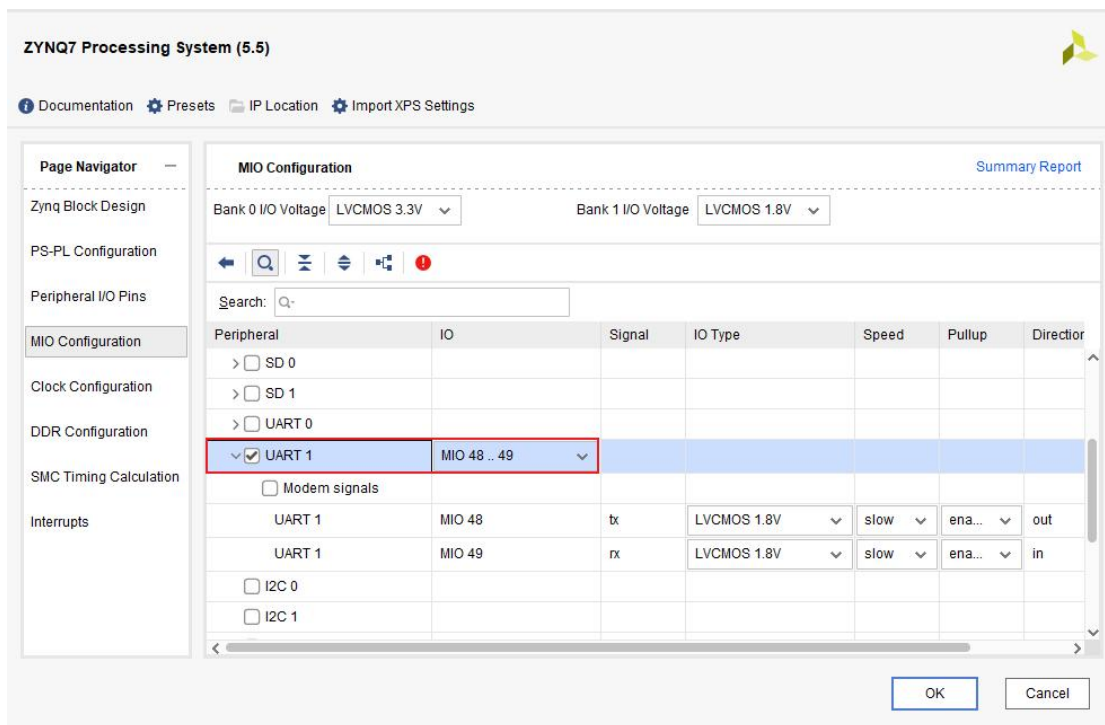 ZYNQ7 Processing System (5.5)
Documentation Presets IP Location Import XPS Settings
Page Navigator
Zynq Block Design
PS-PL Configuration
Peripheral I/O Pins
MIO Configuration
Clock Configuration
DDR Configuration
SMC Timing Calculation
Interrupts
MIO Configuration Summary Report
Bank 0 I/O Voltage LVCMOS 3.3V Bank 1 I/O Voltage LVCMOS 1.8V
Search:
Peripheral IO Signal IO Type Speed Pullup Direction
SD 0
SD 1
UART 0
UART 1 MIO 48 .. 49
Modem signals
UART 1 MIO 48 tx LVCMOS 1.8V slow ena... out
UART 1 MIO 49 rx LVCMOS 1.8V slow ena... in
I2C 0
I2C 1
OK Cancel